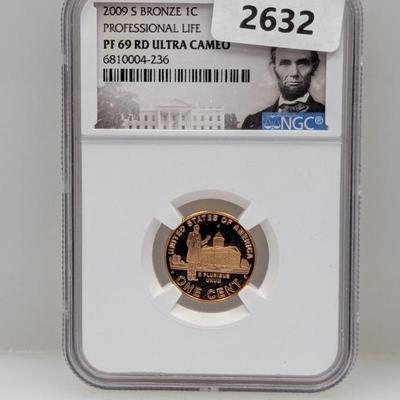 2632
2009 S BRONZE 1C
PROFESSIONAL LIFE
PF 69 RD ULTRA CAMEO
6810004-236
NGC®
UNITED STATES OF AMERICA
E PLURIBUS
UNUM
ONE CENT